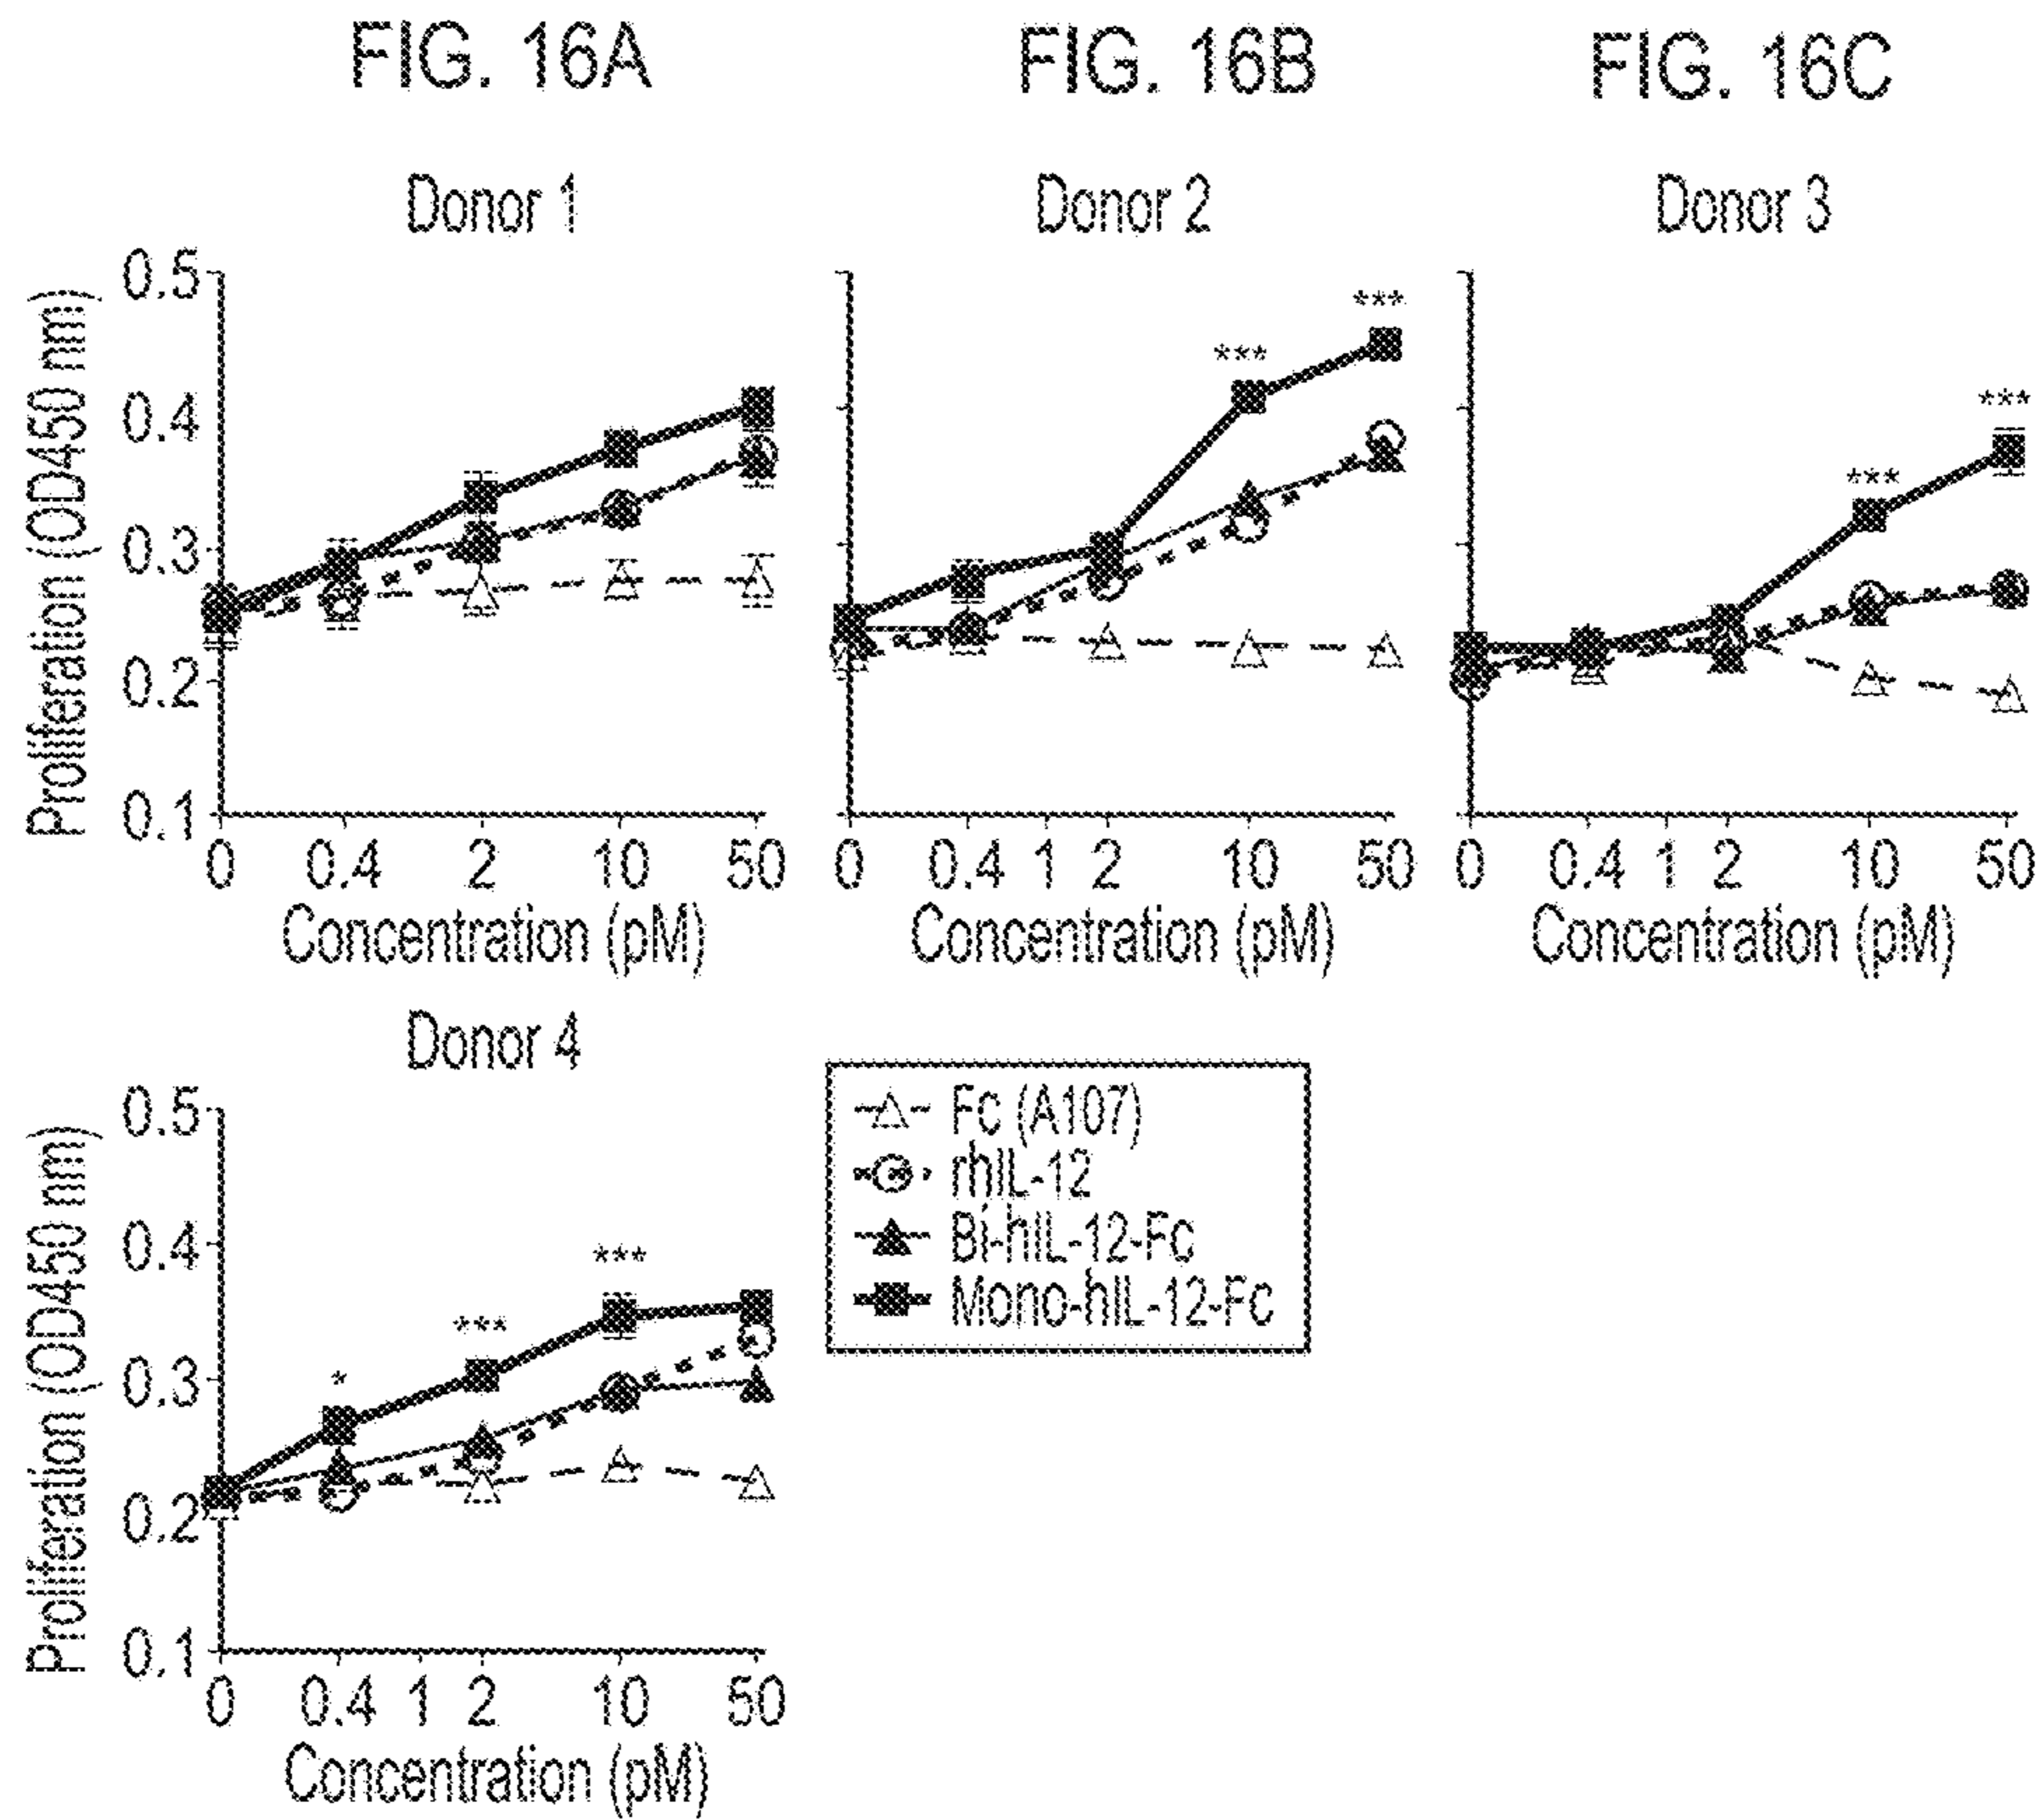 FIG. 16A
FIG. 16B
FIG. 16C
Donor 1
Donor 2
Donor 3
Proliferation (OD450 nm)
0.5
0.4
0.3
0.2
0.1
***
***
***
***
0 0.4 2 10 50
0 0.4 1 2 10 50
0 0.4 1 2 10 50
Concentration (pM)
Concentration (pM)
Concentration (pM)
Donor 4
Proliferation (OD450 nm)
0.5
0.4
0.3
0.2
0.1
*
***
***
0 0.4 1 2 10 50
Concentration (pM)
Fc (A107)
rhIL-12
Bi-hIL-12-Fc
Mono-hIL-12-Fc